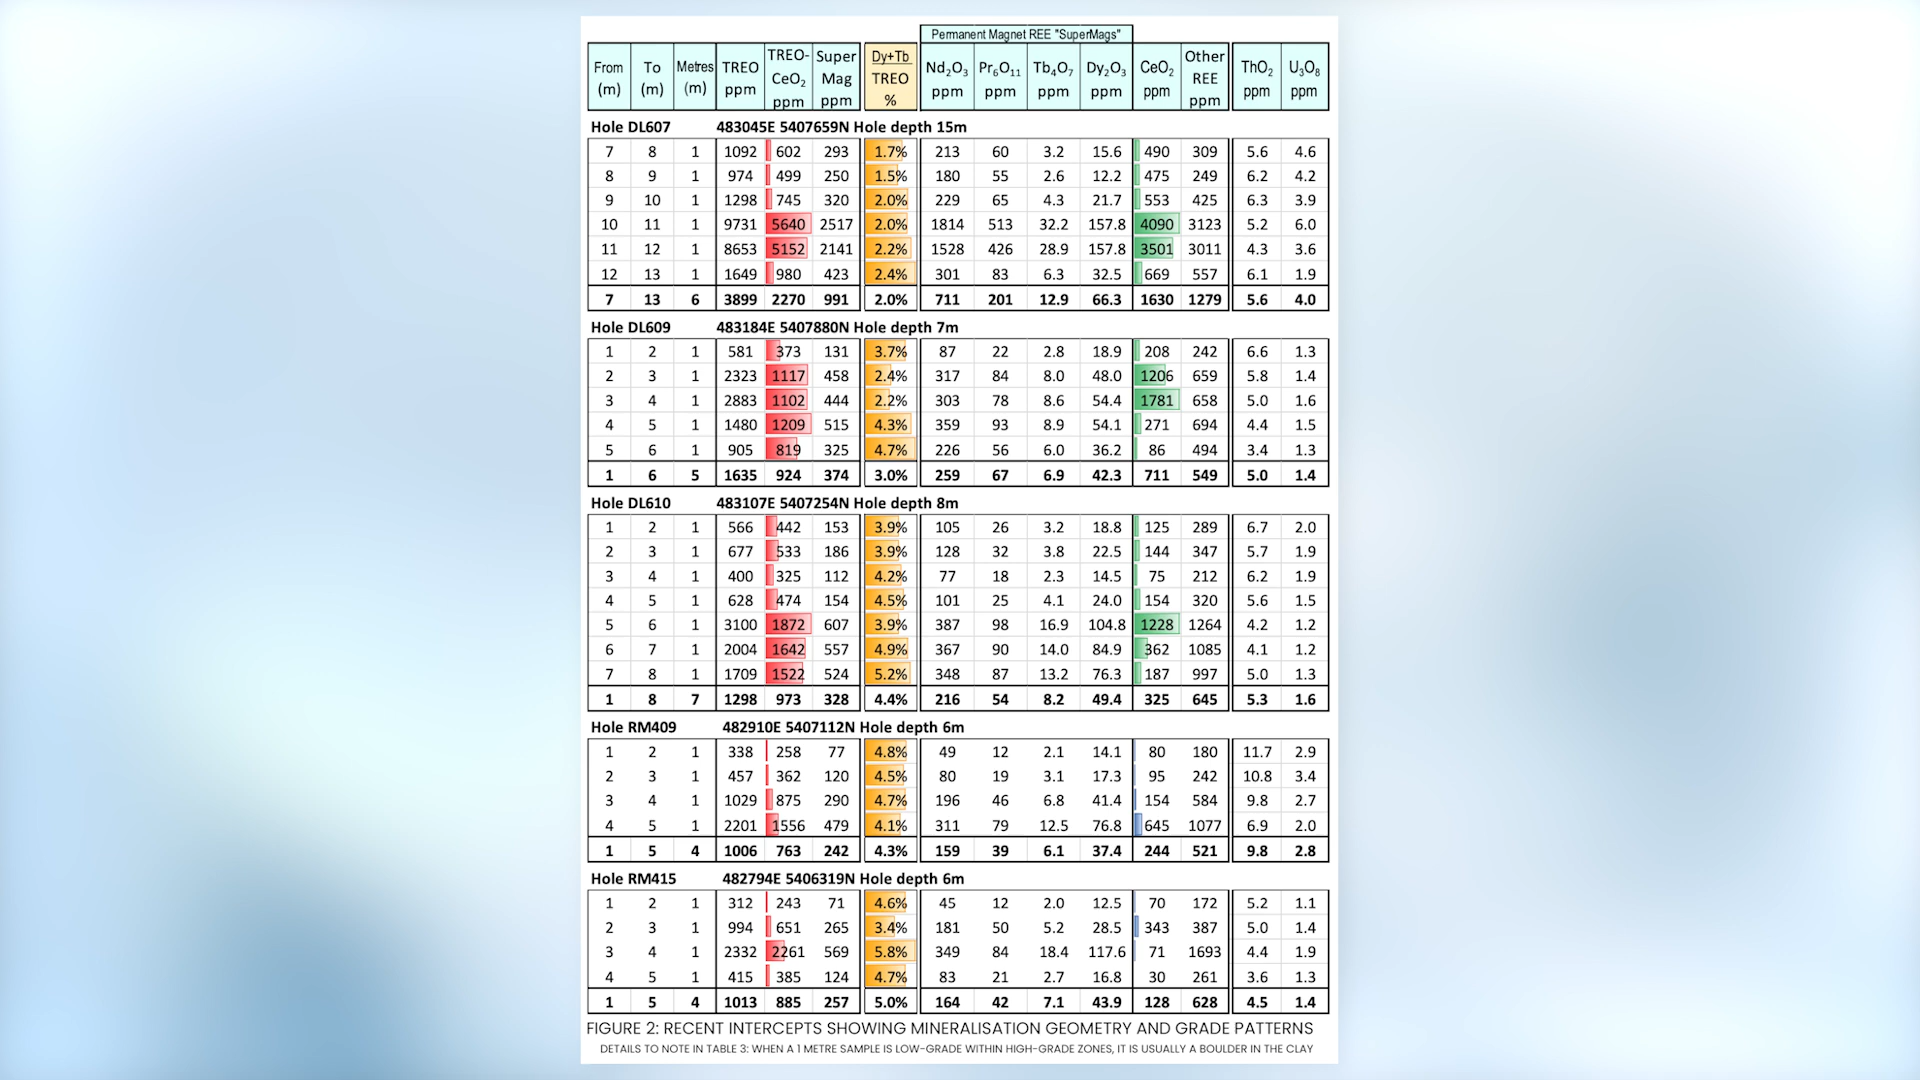 Permanent Magnet REE "SuperMags"
From (m) To (m) Metres (m) TREO ppm TREO-CeO₂ ppm Super Mag ppm Dy+Tb TREO % Nd₂O₃ ppm Pr₆O₁₁ ppm Tb₄O₇ ppm Dy₂O₃ ppm CeO₂ ppm Other REE ppm ThO₂ ppm U₃O₈ ppm
Hole DL607 483045E 5407659N Hole depth 15m
7 8 1 1092 602 293 1.7% 213 60 3.2 15.6 490 309 5.6 4.6
8 9 1 974 499 250 1.5% 180 55 2.6 12.2 475 249 6.2 4.2
9 10 1 1298 745 320 2.0% 229 65 4.3 21.7 553 425 6.3 3.9
10 11 1 9731 5640 2517 2.0% 1814 513 32.2 157.8 4090 3123 5.2 6.0
11 12 1 8653 5152 2141 2.2% 1528 426 28.9 157.8 3501 3011 4.3 3.6
12 13 1 1649 980 423 2.4% 301 83 6.3 32.5 669 557 6.1 1.9
7 13 6 3899 2270 991 2.0% 711 201 12.9 66.3 1630 1279 5.6 4.0
Hole DL609 483184E 5407880N Hole depth 7m
1 2 1 581 373 131 3.7% 87 22 2.8 18.9 208 242 6.6 1.3
2 3 1 2323 1117 458 2.4% 317 84 8.0 48.0 1206 659 5.8 1.4
3 4 1 2883 1102 444 2.2% 303 78 8.6 54.4 1781 658 5.0 1.6
4 5 1 1480 1209 515 4.3% 359 93 8.9 54.1 271 694 4.4 1.5
5 6 1 905 819 325 4.7% 226 56 6.0 36.2 86 494 3.4 1.3
1 6 5 1635 924 374 3.0% 259 67 6.9 42.3 711 549 5.0 1.4
Hole DL610 483107E 5407254N Hole depth 8m
1 2 1 566 442 153 3.9% 105 26 3.2 18.8 125 289 6.7 2.0
2 3 1 677 533 186 3.9% 128 32 3.8 22.5 144 347 5.7 1.9
3 4 1 400 325 112 4.2% 77 18 2.3 14.5 75 212 6.2 1.9
4 5 1 628 474 154 4.5% 101 25 4.1 24.0 154 320 5.6 1.5
5 6 1 3100 1872 607 3.9% 387 98 16.9 104.8 1228 1264 4.2 1.2
6 7 1 2004 1642 557 4.9% 367 90 14.0 84.9 362 1085 4.1 1.2
7 8 1 1709 1522 524 5.2% 348 87 13.2 76.3 187 997 5.0 1.3
1 8 7 1298 973 328 4.4% 216 54 8.2 49.4 325 645 5.3 1.6
Hole RM409 482910E 5407112N Hole depth 6m
1 2 1 338 258 77 4.8% 49 12 2.1 14.1 80 180 11.7 2.9
2 3 1 457 362 120 4.5% 80 19 3.1 17.3 95 242 10.8 3.4
3 4 1 1029 875 290 4.7% 196 46 6.8 41.4 154 584 9.8 2.7
4 5 1 2201 1556 479 4.1% 311 79 12.5 76.8 645 1077 6.9 2.0
1 5 4 1006 763 242 4.3% 159 39 6.1 37.4 244 521 9.8 2.8
Hole RM415 482794E 5406319N Hole depth 6m
1 2 1 312 243 71 4.6% 45 12 2.0 12.5 70 172 5.2 1.1
2 3 1 994 651 265 3.4% 181 50 5.2 28.5 343 387 5.0 1.4
3 4 1 2332 2261 569 5.8% 349 84 18.4 117.6 71 1693 4.4 1.9
4 5 1 415 385 124 4.7% 83 21 2.7 16.8 30 261 3.6 1.3
1 5 4 1013 885 257 5.0% 164 42 7.1 43.9 128 628 4.5 1.4
FIGURE 2: RECENT INTERCEPTS SHOWING MINERALISATION GEOMETRY AND GRADE PATTERNS
DETAILS TO NOTE IN TABLE 3: WHEN A 1 METRE SAMPLE IS LOW-GRADE WITHIN HIGH-GRADE ZONES, IT IS USUALLY A BOULDER IN THE CLAY